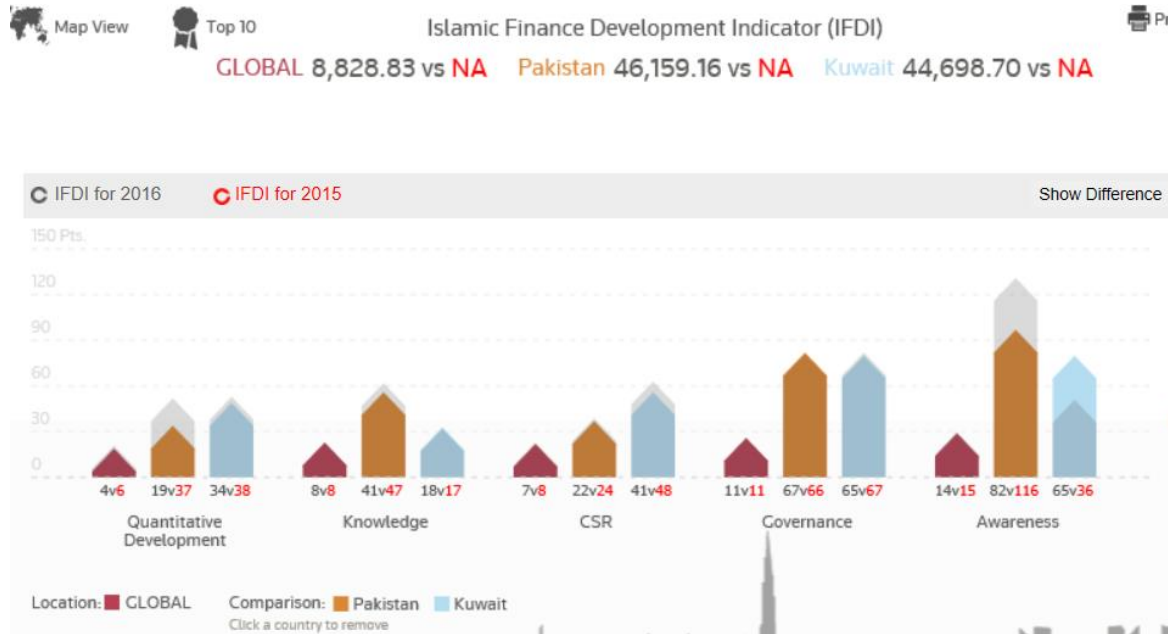 Map View Top 10 Islamic Finance Development Indicator (IFDI)
GLOBAL 8,828.83 vs NA Pakistan 46,159.16 vs NA Kuwait 44,698.70 vs NA
IFDI for 2016 IFDI for 2015 Show Difference
150 Pts.
120
90
60
30
0
4v6 19v37 34v38 8v8 41v47 18v17 7v8 22v24 41v48 11v11 67v66 65v67 14v15 82v116 65v36
Quantitative Development Knowledge CSR Governance Awareness
Location: GLOBAL Comparison: Pakistan Kuwait
Click a country to remove